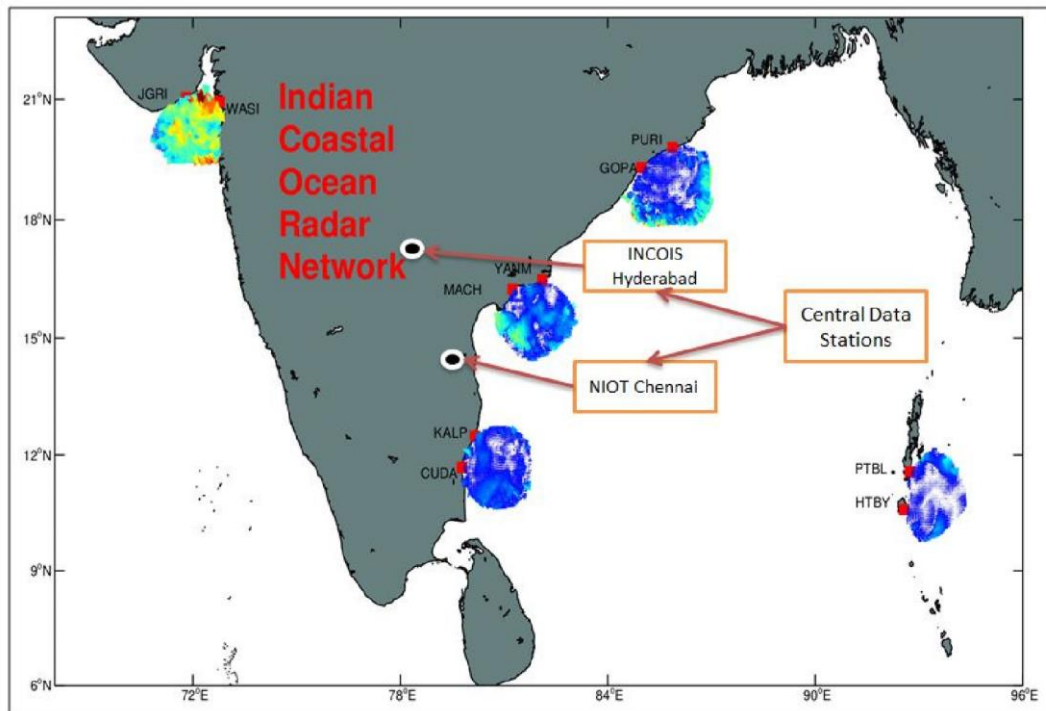 21°N
18°N
15°N
12°N
9°N
6°N
72°E
78°E
84°E
90°E
96°E
Indian
Coastal
Ocean
Radar
Network
JGRI
WASI
PURI
GOPA
YANM
MACH
KALP
CUDA
PTBL
HTBY
INCOIS
Hyderabad
Central Data
Stations
NIOT Chennai